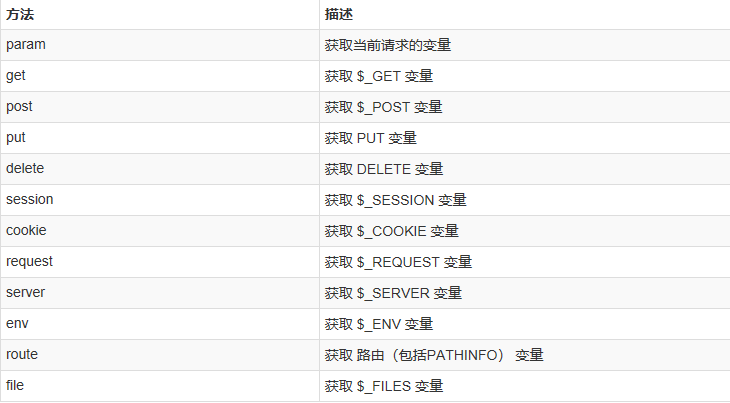 方法 描述
param 获取当前请求的变量
get 获取 $_GET 变量
post 获取 $_POST 变量
put 获取 PUT 变量
delete 获取 DELETE 变量
session 获取 $_SESSION 变量
cookie 获取 $_COOKIE 变量
request 获取 $_REQUEST 变量
server 获取 $_SERVER 变量
env 获取 $_ENV 变量
route 获取 路由（包括PATHINFO） 变量
file 获取 $_FILES 变量